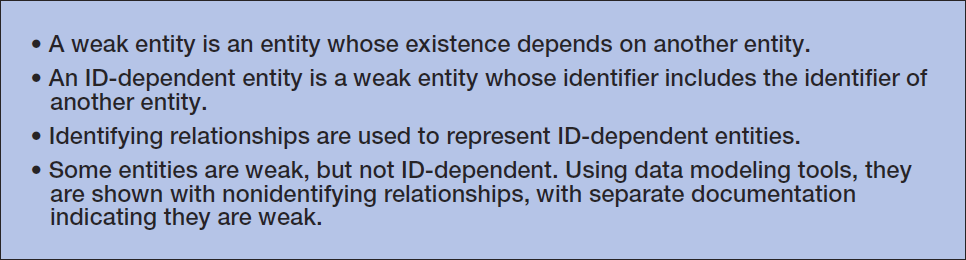 • A weak entity is an entity whose existence depends on another entity.
• An ID-dependent entity is a weak entity whose identifier includes the identifier of
another entity.
• Identifying relationships are used to represent ID-dependent entities.
• Some entities are weak, but not ID-dependent. Using data modeling tools, they
are shown with nonidentifying relationships, with separate documentation
indicating they are weak.